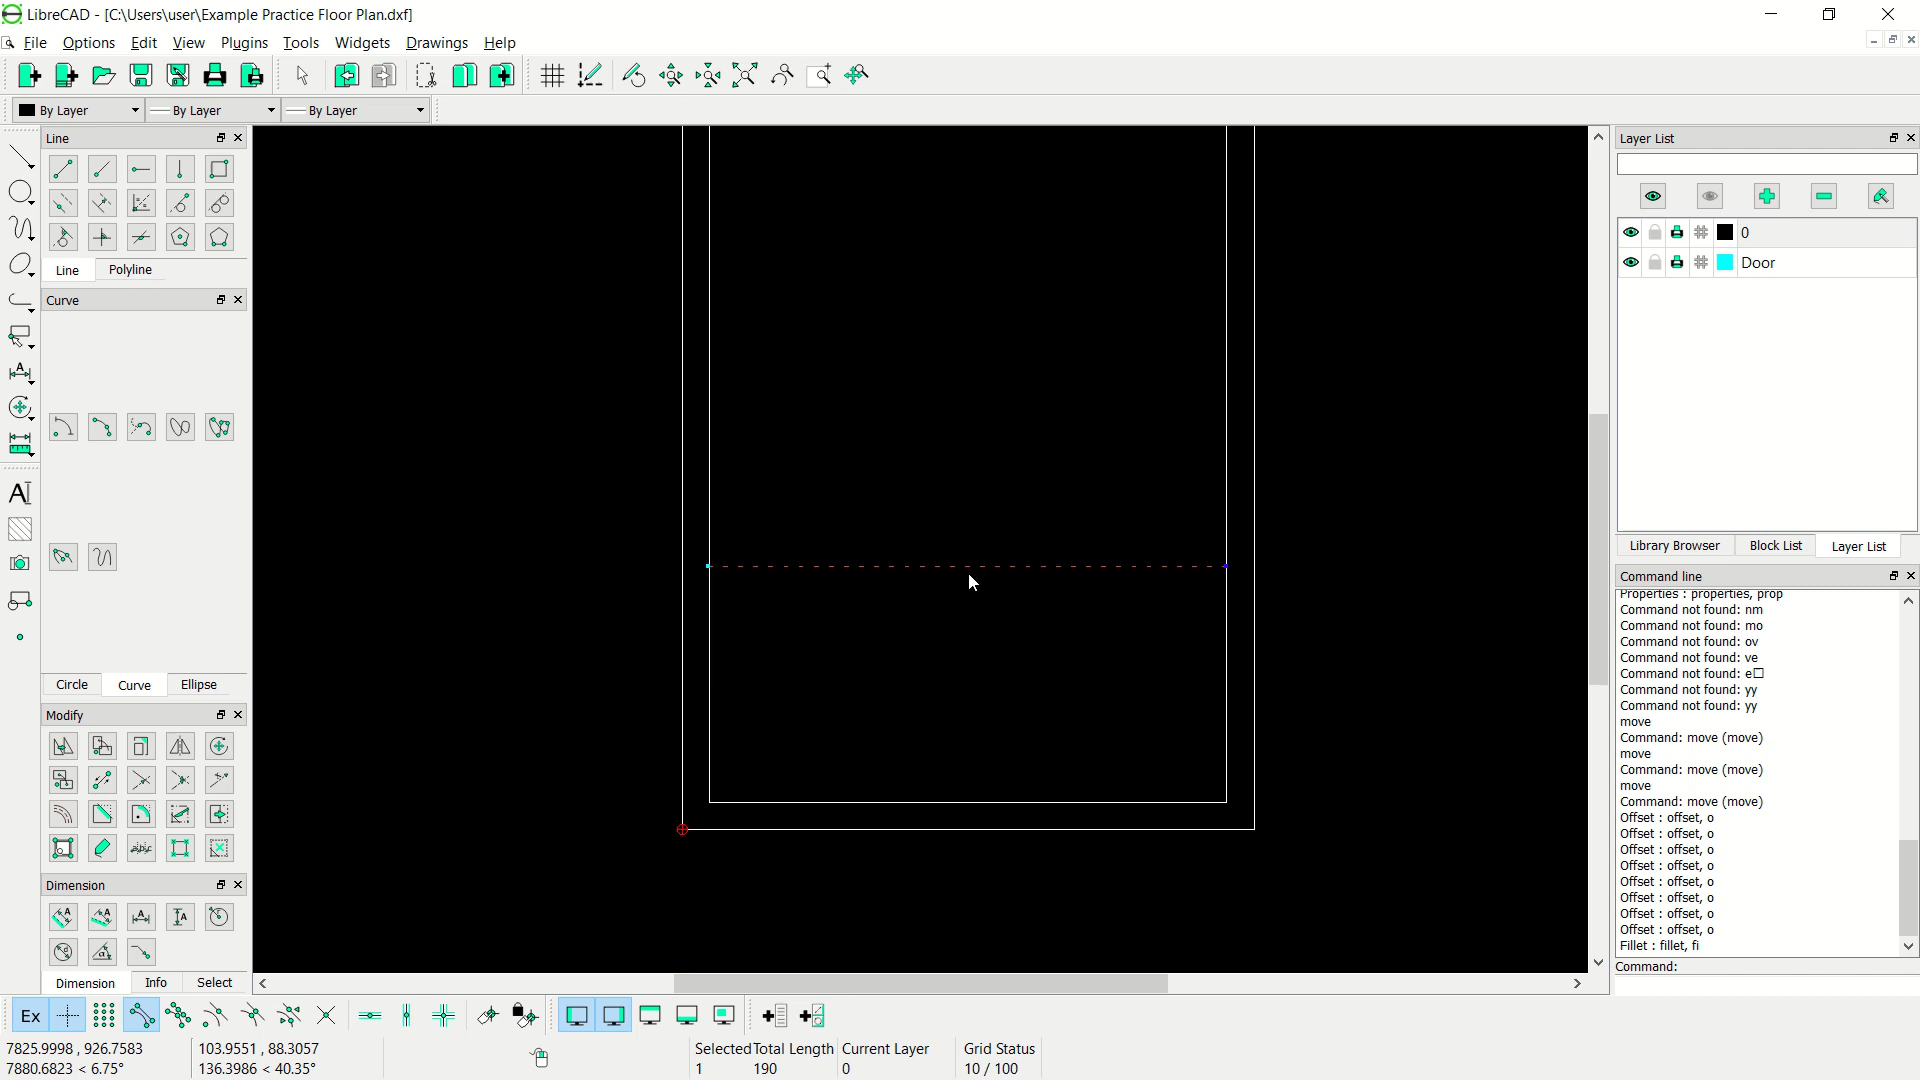 LibreCAD - [C:\Users\user\Example Practice Floor Plan.dxf]
File Options Edit View Plugins Tools Widgets Drawings Help
By Layer By Layer By Layer
Line
Line Polyline
Curve
Circle Curve Ellipse
Modify
Dimension
Dimension Info Select
Layer List
0
Door
Library Browser Block List Layer List
Command line
Properties : properties, prop
Command not found: nm
Command not found: mo
Command not found: ov
Command not found: ve
Command not found: e□
Command not found: yy
Command not found: yy
move
Command: move (move)
move
Command: move (move)
move
Command: move (move)
Offset : offset, o
Offset : offset, o
Offset : offset, o
Offset : offset, o
Offset : offset, o
Offset : offset, o
Offset : offset, o
Offset : offset, o
Fillet : fillet, fi
Command:
Ex
7825.9998 , 926.7583 103.9551 , 88.3057 Selected Total Length Current Layer Grid Status
7880.6823 < 6.75° 136.3986 < 40.35° 1 190 0 10 / 100